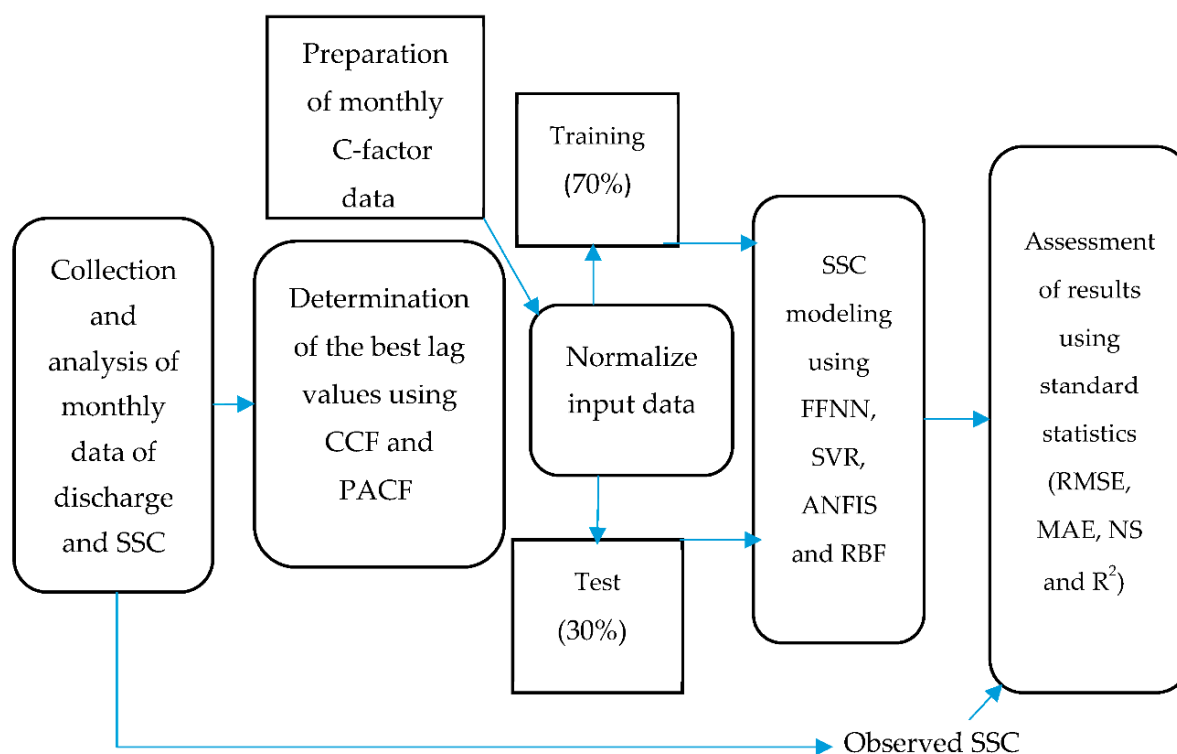 Collection
and
analysis of
monthly
data of
discharge
and SSC
Preparation
of monthly
C-factor
data
Determination
of the best lag
values using
CCF and
PACF
Normalize
input data
Training
(70%)
Test
(30%)
SSC
modeling
using
FFNN,
SVR,
ANFIS
and RBF
Assessment
of results
using
standard
statistics
(RMSE,
MAE, NS
and R²)
Observed SSC